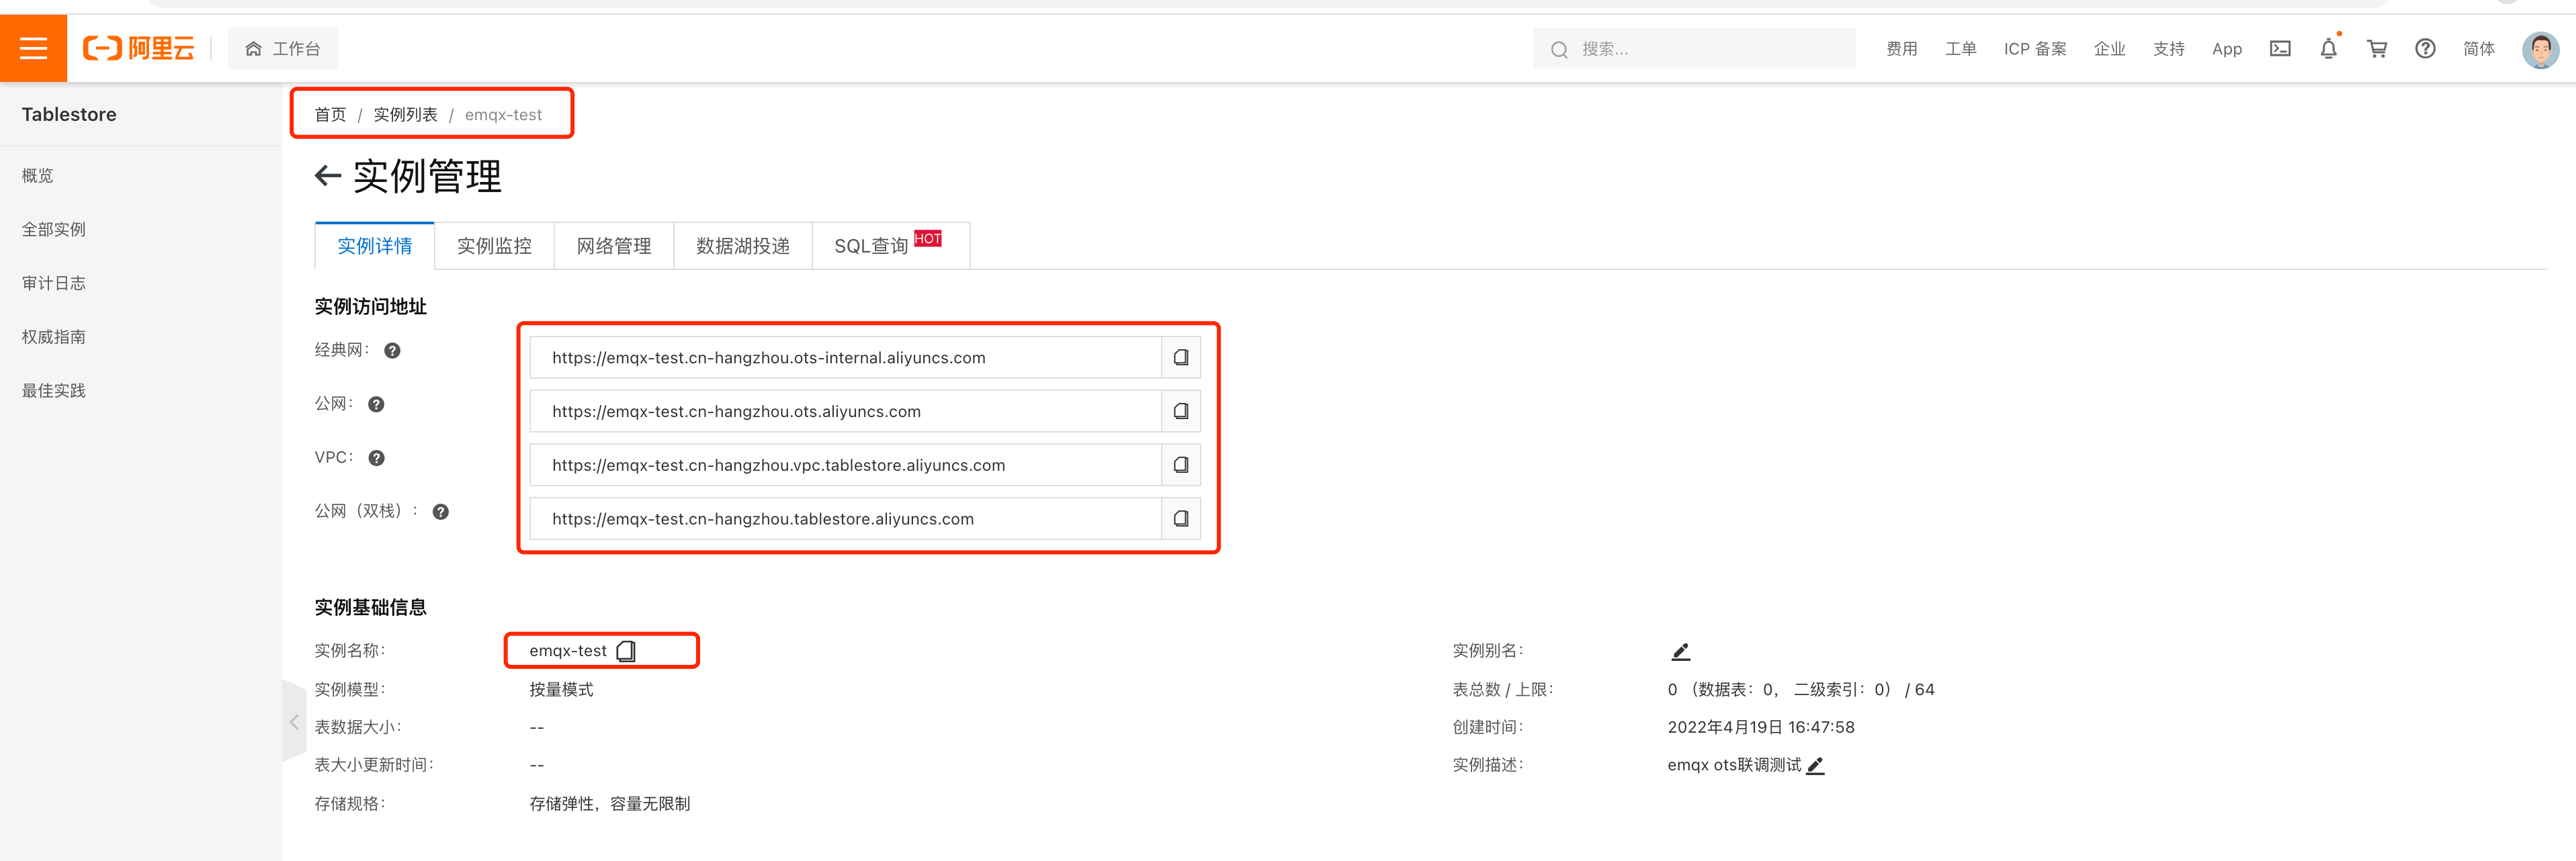 阿里云 工作台 搜索... 费用 工单 ICP 备案 企业 支持 App 简体
Tablestore
概览
全部实例
审计日志
权威指南
最佳实践
首页 / 实例列表 / emqx-test
实例管理
实例详情 实例监控 网络管理 数据湖投递 SQL查询 HOT
实例访问地址
经典网: https://emqx-test.cn-hangzhou.ots-internal.aliyuncs.com
公网: https://emqx-test.cn-hangzhou.ots.aliyuncs.com
VPC: https://emqx-test.cn-hangzhou.vpc.tablestore.aliyuncs.com
公网（双栈）: https://emqx-test.cn-hangzhou.tablestore.aliyuncs.com
实例基础信息
实例名称: emqx-test 实例别名:
实例模型: 按量模式 表总数 / 上限: 0 （数据表：0， 二级索引：0） / 64
表数据大小: -- 创建时间: 2022年4月19日 16:47:58
表大小更新时间: -- 实例描述: emqx ots联调测试
存储规格: 存储弹性，容量无限制